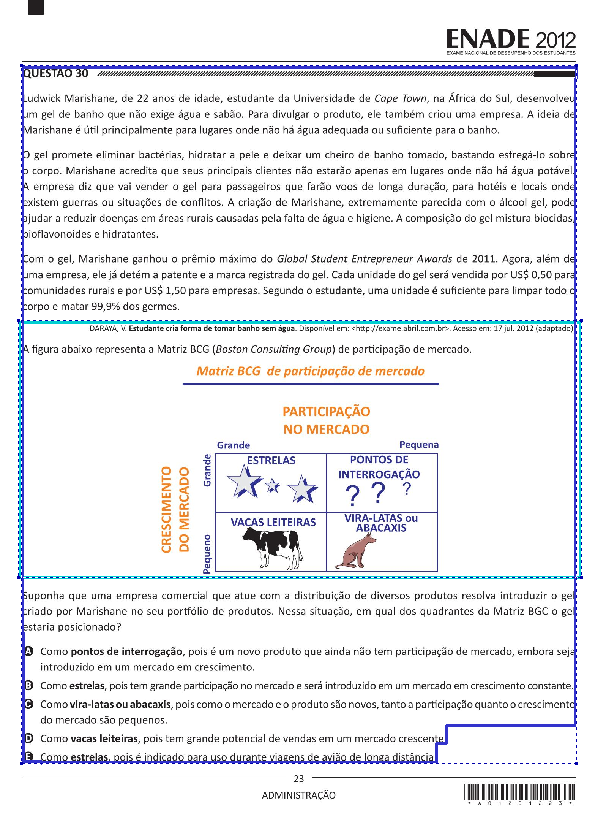 ENADE 2012
EXAME NACIONAL DE DESEMPENHO DOS ESTUDANTES
QUESTÃO 30
Ludwick Marishane, de 22 anos de idade, estudante da Universidade de Cape Town, na África do Sul, desenvolveu
um gel de banho que não exige água e sabão. Para divulgar o produto, ele também criou uma empresa. A ideia de
Marishane é útil principalmente para lugares onde não há água adequada ou suficiente para o banho.
O gel promete eliminar bactérias, hidratar a pele e deixar um cheiro de banho tomado, bastando esfregá-lo sobre
o corpo. Marishane acredita que seus principais clientes não estarão apenas em lugares onde não há água potável.
A empresa diz que vai vender o gel para passageiros que farão voos de longa duração, para hotéis e locais onde
existem guerras ou situações de conflitos. A criação de Marishane, extremamente parecida com o álcool gel, pode
ajudar a reduzir doenças em áreas rurais causadas pela falta de água e higiene. A composição do gel mistura biocidas,
bioflavonoides e hidratantes.
Com o gel, Marishane ganhou o prêmio máximo do Global Student Entrepreneur Awards de 2011. Agora, além de
uma empresa, ele já detém a patente e a marca registrada do gel. Cada unidade do gel será vendida por US$ 0,50 para
comunidades rurais e por US$ 1,50 para empresas. Segundo o estudante, uma unidade é suficiente para limpar todo o
corpo e matar 99,9% dos germes.
DARAYA, V. Estudante cria forma de tomar banho sem água. Disponível em: <http://exame.abril.com.br>. Acesso em: 17 jul. 2012 (adaptado).
A figura abaixo representa a Matriz BCG (Boston Consulting Group) de participação de mercado.
Matriz BCG de participação de mercado
PARTICIPAÇÃO
NO MERCADO
Grande Pequena
CRESCIMENTO
DO MERCADO
Grande
Pequeno
ESTRELAS
PONTOS DE
INTERROGAÇÃO
? ? ?
VACAS LEITEIRAS
VIRA-LATAS ou
ABACAXIS
Suponha que uma empresa comercial que atue com a distribuição de diversos produtos resolva introduzir o gel
criado por Marishane no seu portfólio de produtos. Nessa situação, em qual dos quadrantes da Matriz BGC o gel
estaria posicionado?
A Como pontos de interrogação, pois é um novo produto que ainda não tem participação de mercado, embora seja
introduzido em um mercado em crescimento.
B Como estrelas, pois tem grande participação no mercado e será introduzido em um mercado em crescimento constante.
C Como vira-latas ou abacaxis, pois como o mercado e o produto são novos, tanto a participação quanto o crescimento
do mercado são pequenos.
D Como vacas leiteiras, pois tem grande potencial de vendas em um mercado crescente.
E Como estrelas, pois é indicado para uso durante viagens de avião de longa distância.
23
ADMINISTRAÇÃO